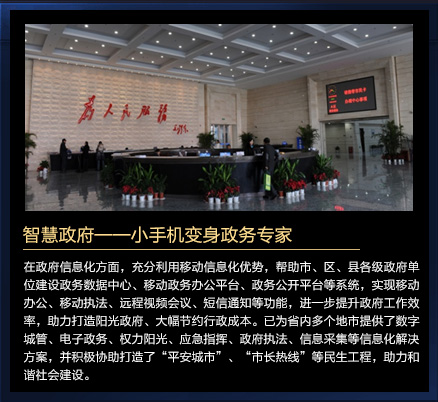 为人民服务
智慧政府——小手机变身政务专家
在政府信息化方面，充分利用移动信息化优势，帮助市、区、县各级政府单
位建设政务数据中心、移动政务办公平台、政务公开平台等系统，实现移动
办公、移动执法、远程视频会议、短信通知等功能，进一步提升政府工作效
率，助力打造阳光政府、大幅节约行政成本。已为省内多个地市提供了数字
城管、电子政务、权力阳光、应急指挥、政府执法、信息采集等信息化解决
方案，并积极协助打造了“平安城市”、“市长热线”等民生工程，助力和
谐社会建设。